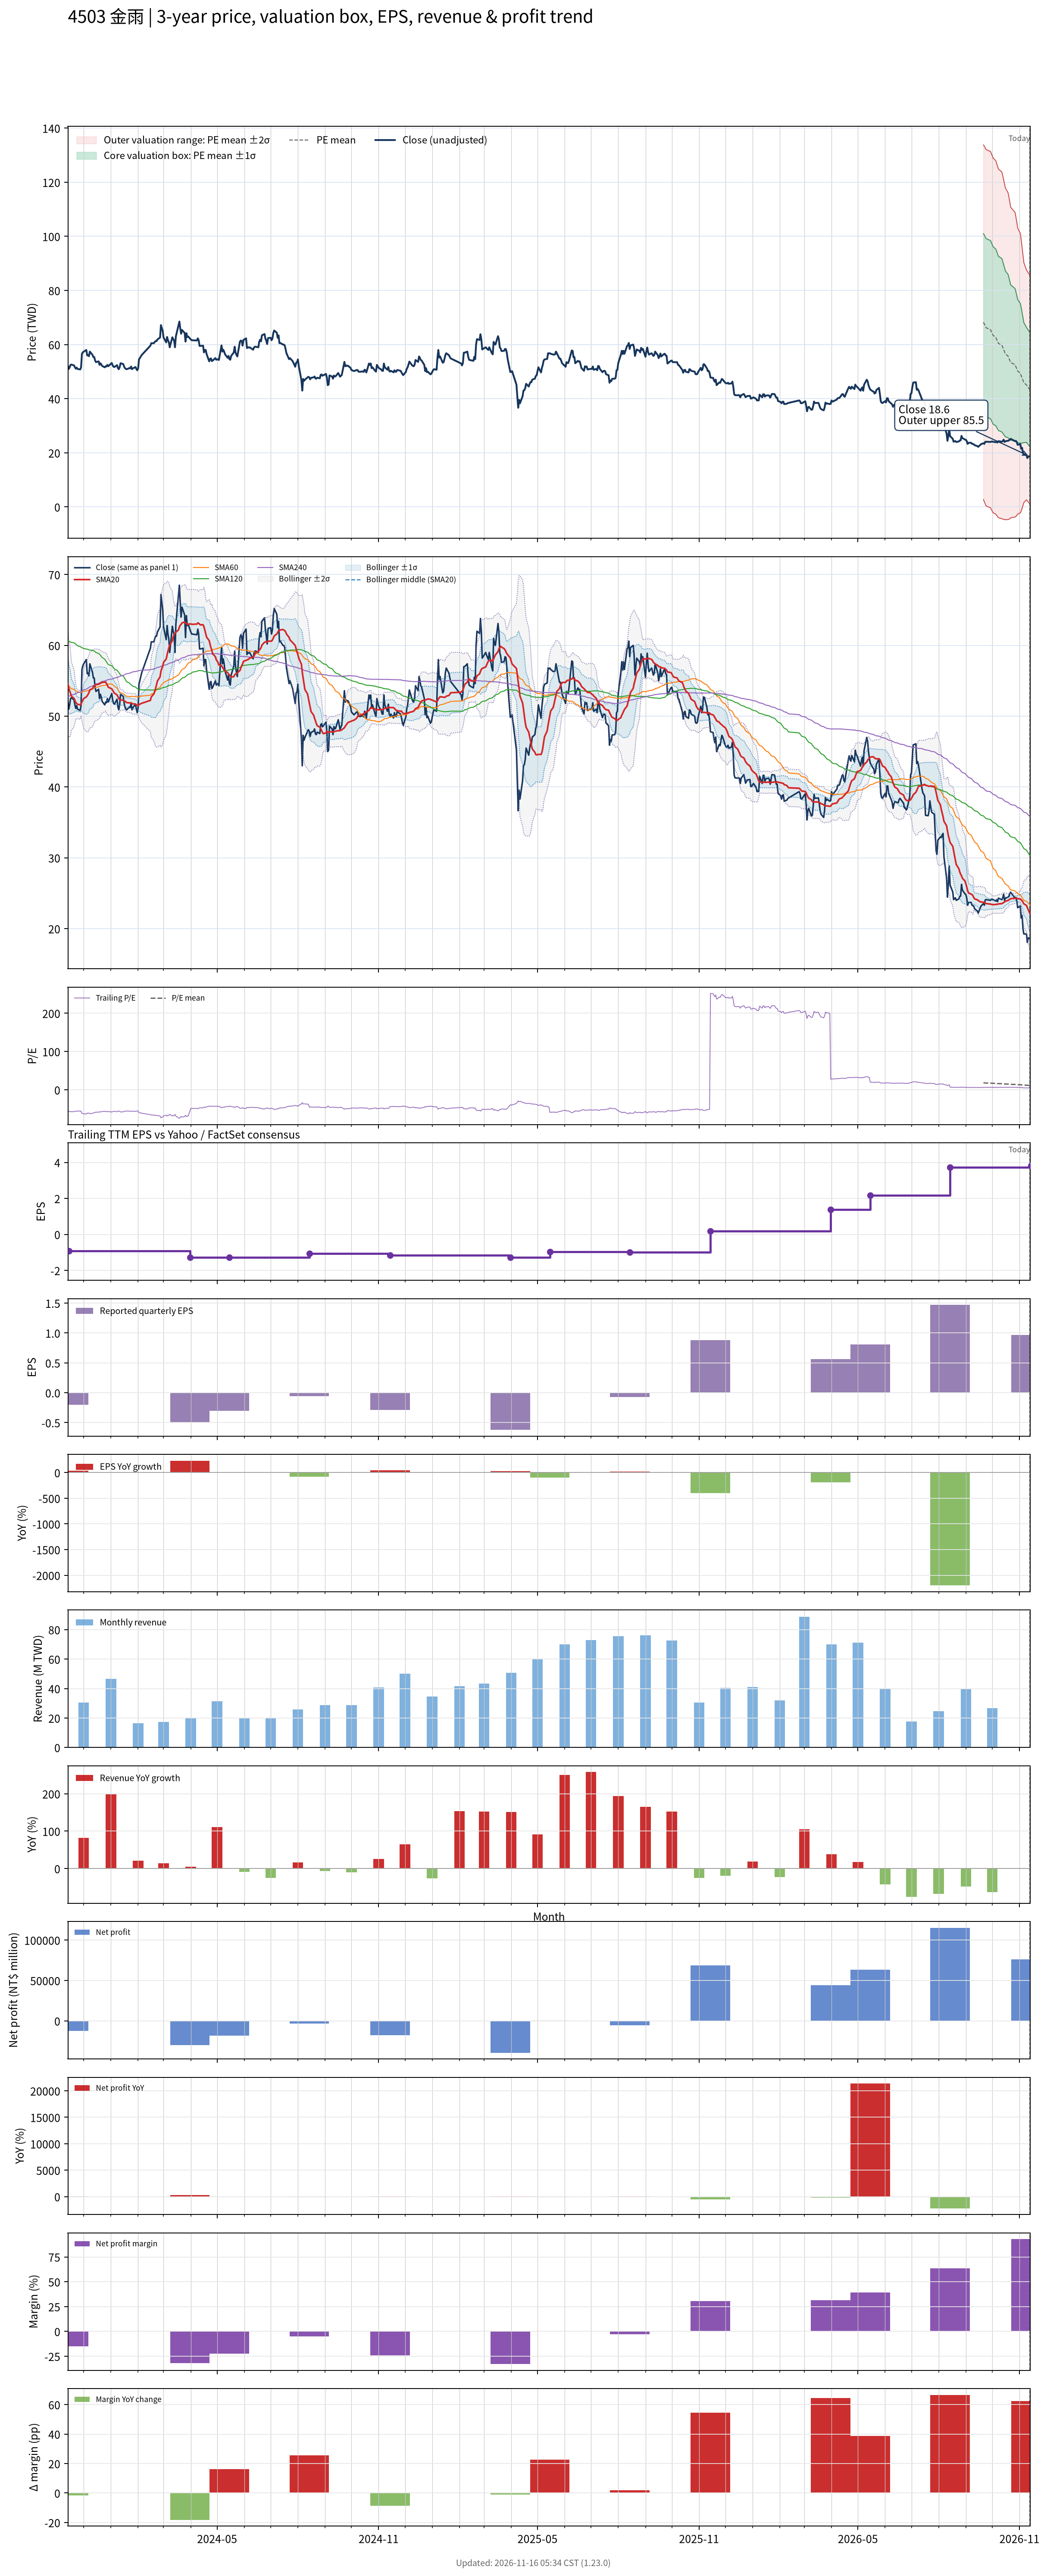 4503 金雨 | 3-year price, valuation box, EPS, revenue & profit trend
Outer valuation range: PE mean ±2σ
Core valuation box: PE mean ±1σ
PE mean
Close (unadjusted)
Today
Price (TWD)
140
120
100
80
60
40
20
0
Close 18.6
Outer upper 85.5
Close (same as panel 1)
SMA20
SMA60
SMA120
SMA240
Bollinger ±2σ
Bollinger ±1σ
Bollinger middle (SMA20)
Price
70
60
50
40
30
20
Trailing P/E
P/E mean
P/E
200
100
0
Trailing TTM EPS vs Yahoo / FactSet consensus
Today
EPS
4
2
0
-2
Reported quarterly EPS
EPS
1.5
1.0
0.5
0.0
-0.5
EPS YoY growth
YoY (%)
0
-500
-1000
-1500
-2000
Monthly revenue
Revenue (M TWD)
80
60
40
20
0
Revenue YoY growth
YoY (%)
200
100
0
Month
Net profit
Net profit (NT$ million)
100000
50000
0
Net profit YoY
YoY (%)
20000
15000
10000
5000
0
Net profit margin
Margin (%)
75
50
25
0
-25
Margin YoY change
Δ margin (pp)
60
40
20
0
-20
2024-05
2024-11
2025-05
2025-11
2026-05
2026-11
Updated: 2026-11-16 05:34 CST (1.23.0)